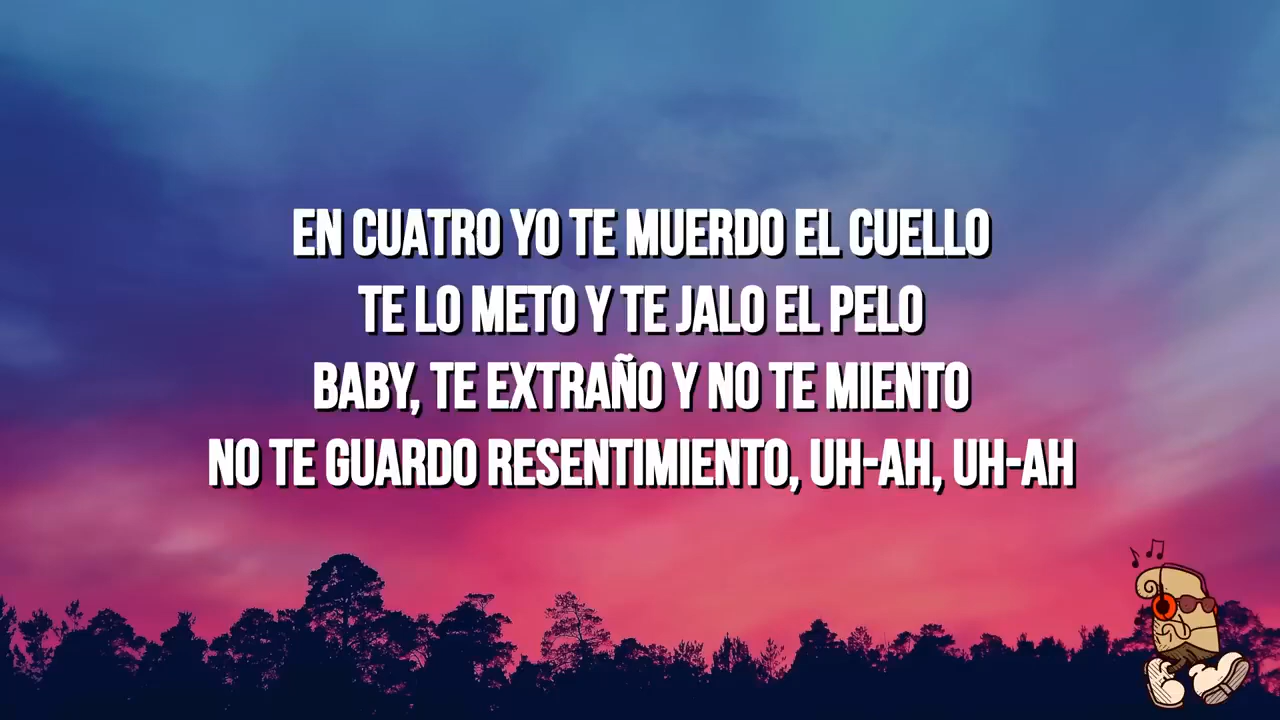 EN CUATRO YO TE MUERDO EL CUELLO
TE LO METO Y TE JALO EL PELO
BABY, TE EXTRAÑO Y NO TE MIENTO
NO TE GUARDO RESENTIMIENTO, UH-AH, UH-AH